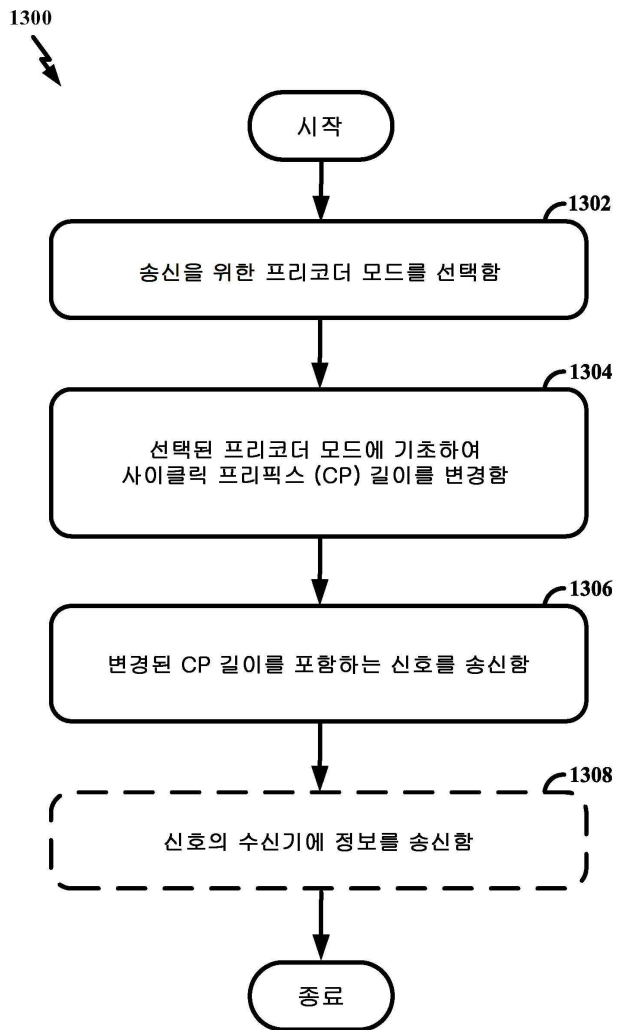 1300
시작
1302
송신을 위한 프리코더 모드를 선택함
1304
선택된 프리코더 모드에 기초하여
사이클릭 프리픽스 (CP) 길이를 변경함
1306
변경된 CP 길이를 포함하는 신호를 송신함
1308
신호의 수신기에 정보를 송신함
종료